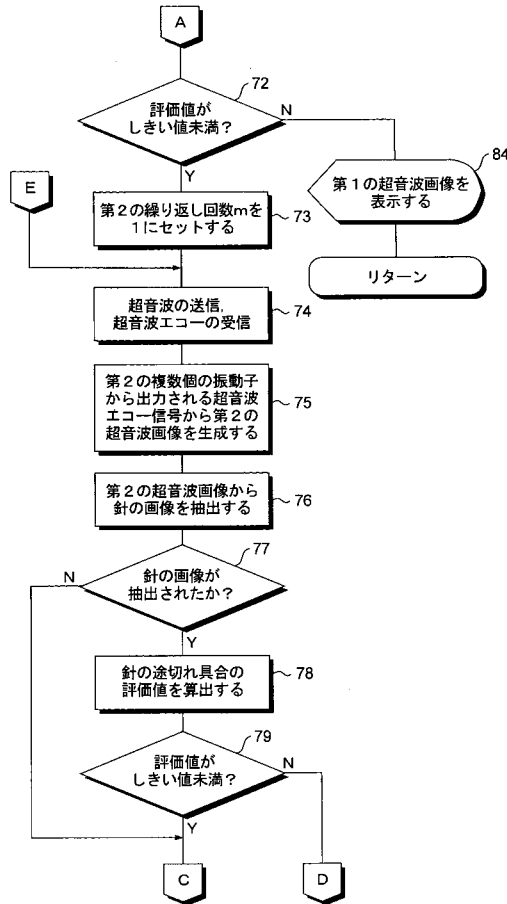 A
72
評価値が
しきい値未満?
N
84
第1の超音波画像を
表示する
Y
E
第2の繰り返し回数mを
1にセットする
73
リターン
超音波の送信,
超音波エコーの受信
74
第2の複数個の振動子
から出力される超音波
エコー信号から第2の
超音波画像を生成する
75
第2の超音波画像から
針の画像を抽出する
76
77
N
針の画像が
抽出されたか?
Y
針の途切れ具合の
評価値を算出する
78
79
評価値が
しきい値未満?
N
Y
C
D